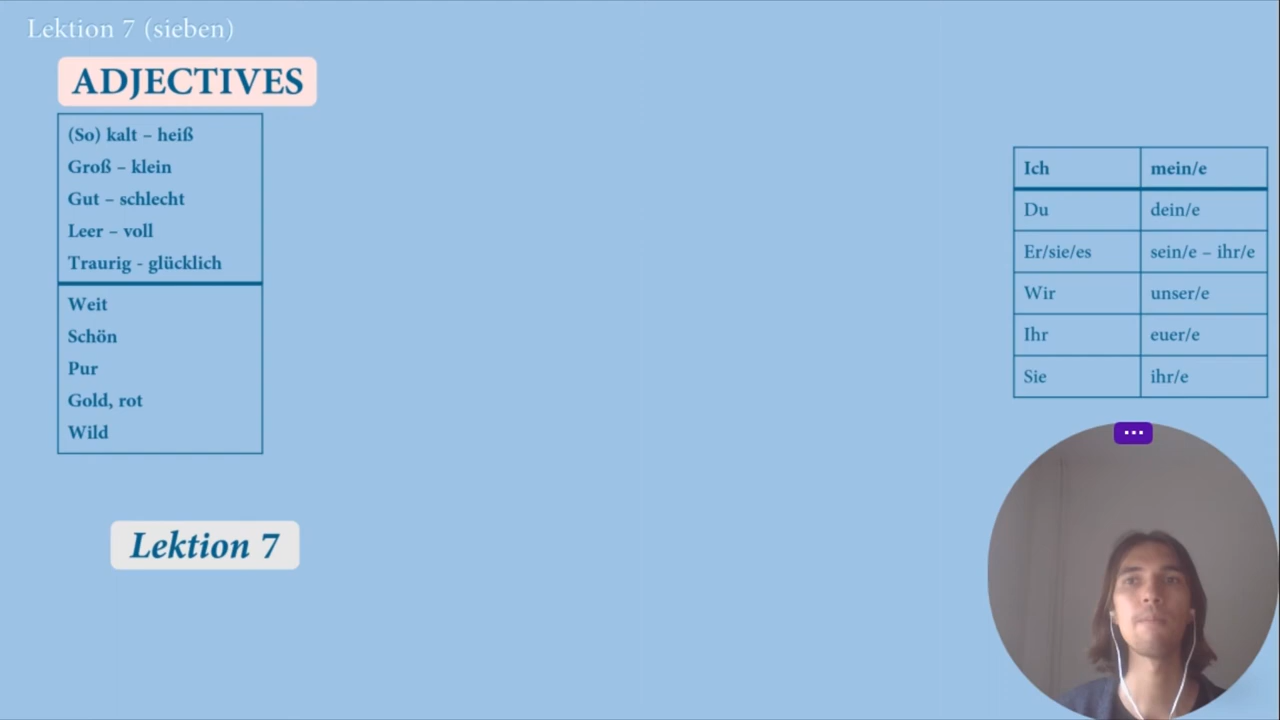 Lektion 7 (sieben)
ADJECTIVES
(So) kalt – heiß
Groß – klein
Gut – schlecht
Leer – voll
Traurig - glücklich
Weit
Schön
Pur
Gold, rot
Wild
Lektion 7
Ich mein/e
Du dein/e
Er/sie/es sein/e – ihr/e
Wir unser/e
Ihr euer/e
Sie ihr/e